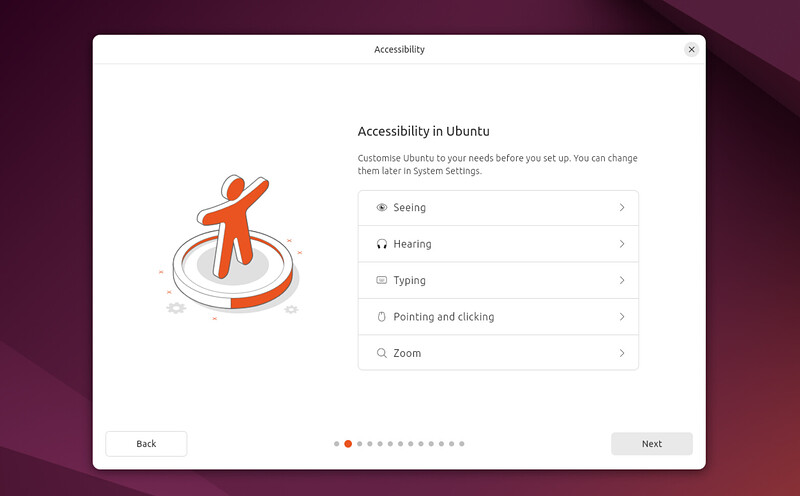 Accessibility
Accessibility in Ubuntu
Customise Ubuntu to your needs before you set up. You can change
them later in System Settings.
Seeing
Hearing
Typing
Pointing and clicking
Zoom
Back
Next